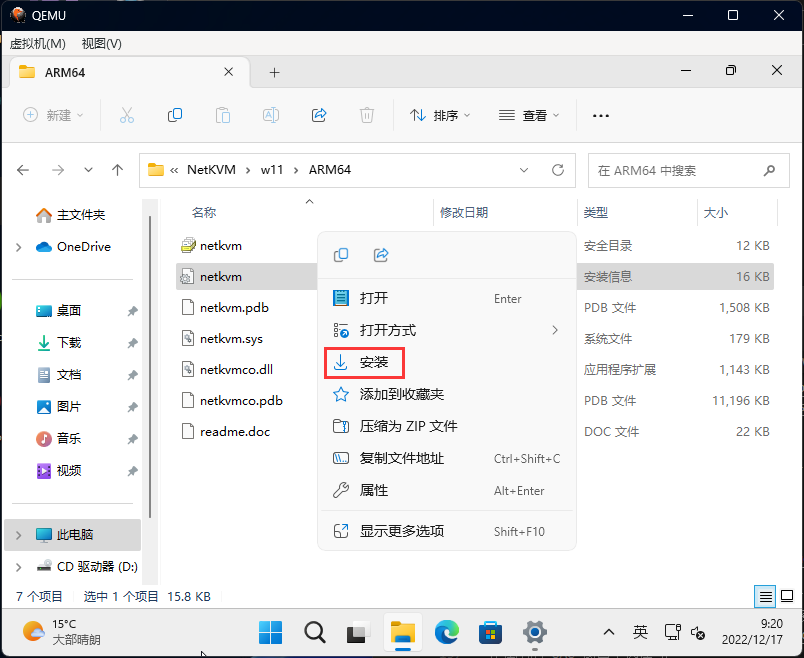 QEMU
虚拟机(M) 视图(V)
ARM64
新建 排序 查看
« NetKVM › w11 › ARM64 在 ARM64 中搜索
名称 修改日期 类型 大小
主文件夹
OneDrive
桌面
下载
文档
图片
音乐
视频
此电脑
CD 驱动器 (D:)
netkvm 安全目录 12 KB
netkvm 安装信息 16 KB
netkvm.pdb PDB 文件 1,508 KB
netkvm.sys 系统文件 179 KB
netkvmco.dll 应用程序扩展 1,143 KB
netkvmco.pdb PDB 文件 11,196 KB
readme.doc DOC 文件 22 KB
打开 Enter
打开方式
安装
添加到收藏夹
压缩为 ZIP 文件
复制文件地址 Ctrl+Shift+C
属性 Alt+Enter
显示更多选项 Shift+F10
7 个项目 选中 1 个项目 15.8 KB
15°C
大部晴朗
英
9:20
2022/12/17